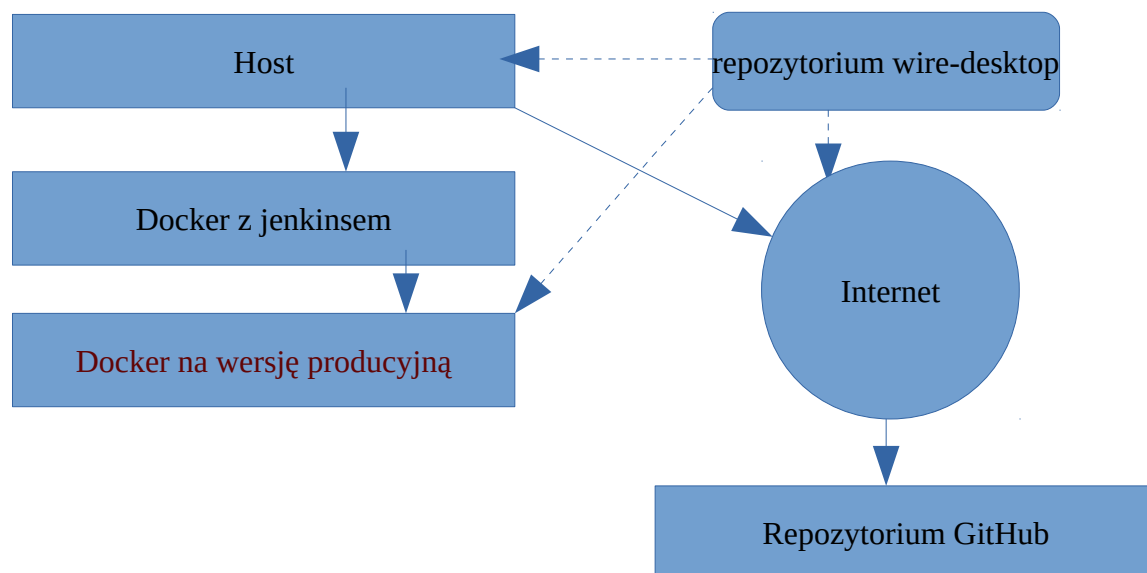 Host
repozytorium wire-desktop
Docker z jenkinsem
Internet
Docker na wersję producyjną
Repozytorium GitHub